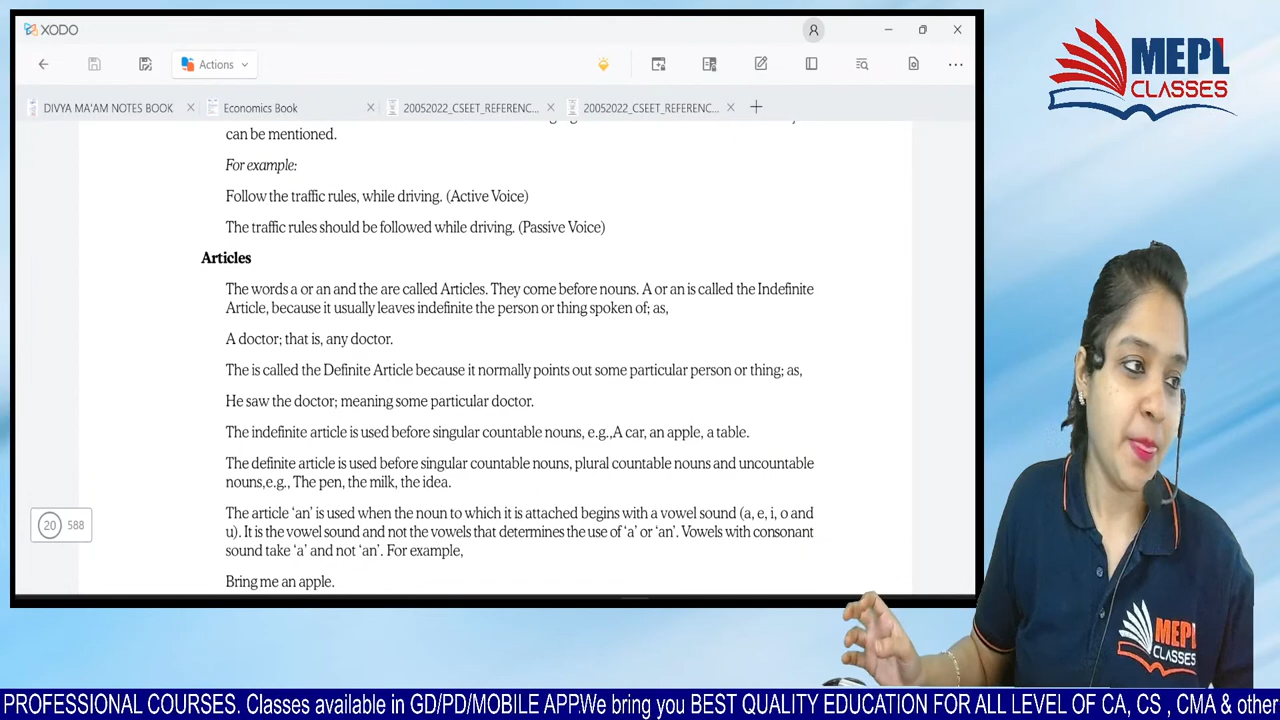 XODO
Actions
DIVYA MA'AM NOTES BOOK
Economics Book
20052022_CSEET_REFERENC...
20052022_CSEET_REFERENC...
can be mentioned.
For example:
Follow the traffic rules, while driving. (Active Voice)
The traffic rules should be followed while driving. (Passive Voice)
Articles
The words a or an and the are called Articles. They come before nouns. A or an is called the Indefinite
Article, because it usually leaves indefinite the person or thing spoken of; as,
A doctor; that is, any doctor.
The is called the Definite Article because it normally points out some particular person or thing; as,
He saw the doctor; meaning some particular doctor.
The indefinite article is used before singular countable nouns, e.g.,A car, an apple, a table.
The definite article is used before singular countable nouns, plural countable nouns and uncountable
nouns,e.g., The pen, the milk, the idea.
The article ‘an’ is used when the noun to which it is attached begins with a vowel sound (a, e, i, o and
u). It is the vowel sound and not the vowels that determines the use of ‘a’ or ‘an’. Vowels with consonant
sound take ‘a’ and not ‘an’. For example,
Bring me an apple.
20 588
MEPL
CLASSES
MEPL
CLASSES
PROFESSIONAL COURSES. Classes available in GD/PD/MOBILE APP.We bring you BEST QUALITY EDUCATION FOR ALL LEVEL OF CA, CS , CMA & other